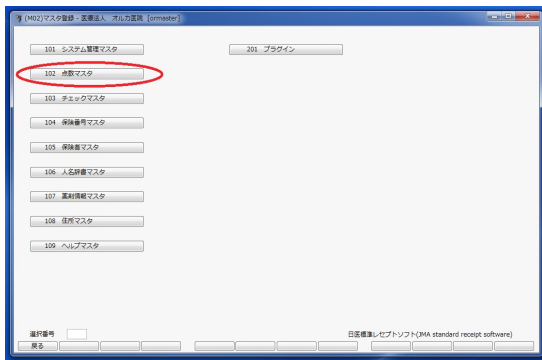 (M02)マスタ登録 - 医療法人 オルカ医院 [ormaster]
101 システム管理マスタ
201 プラグイン
102 点数マスタ
103 チェックマスタ
104 保険番号マスタ
105 保険者マスタ
106 人名辞書マスタ
107 薬剤情報マスタ
108 住所マスタ
109 ヘルプマスタ
選択番号
日医標準レセプトソフト(JMA standard receipt software)
戻る